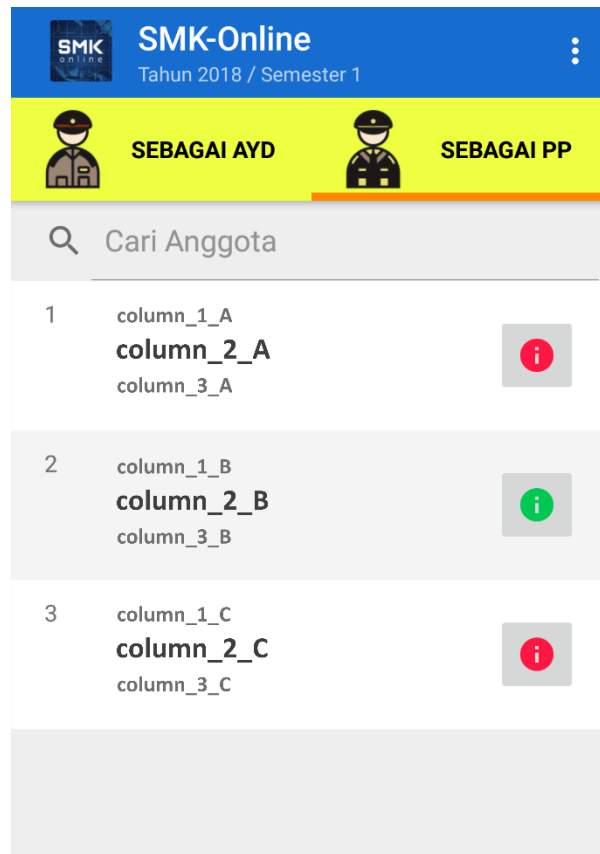 SMK
online
SMK-Online
Tahun 2018 / Semester 1
SEBAGAI AYD
SEBAGAI PP
Cari Anggota
1
column_1_A
column_2_A
column_3_A
2
column_1_B
column_2_B
column_3_B
3
column_1_C
column_2_C
column_3_C